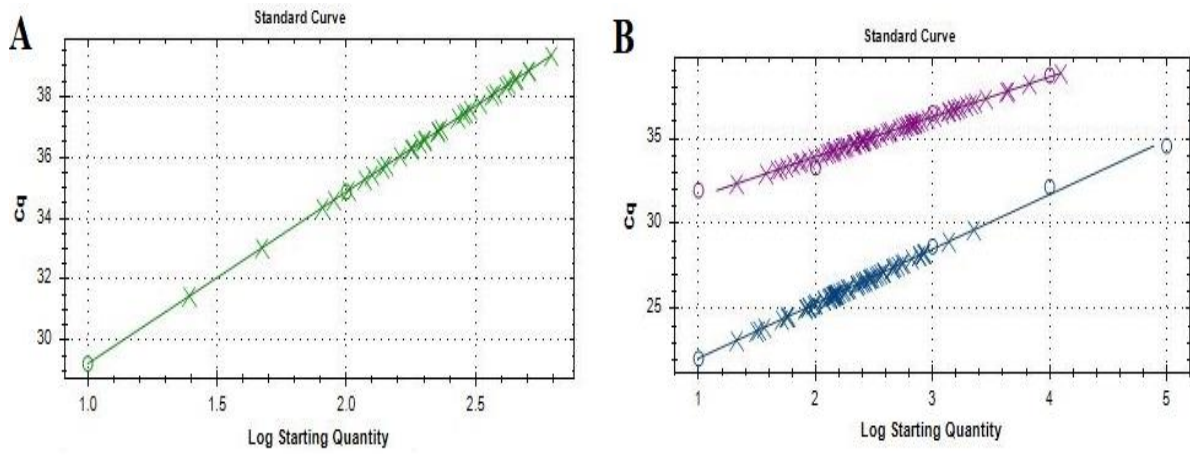 A
Standard Curve
Cq
38
36
34
32
30
1.0 1.5 2.0 2.5
Log Starting Quantity
B
Standard Curve
Cq
35
30
25
1 2 3 4 5
Log Starting Quantity